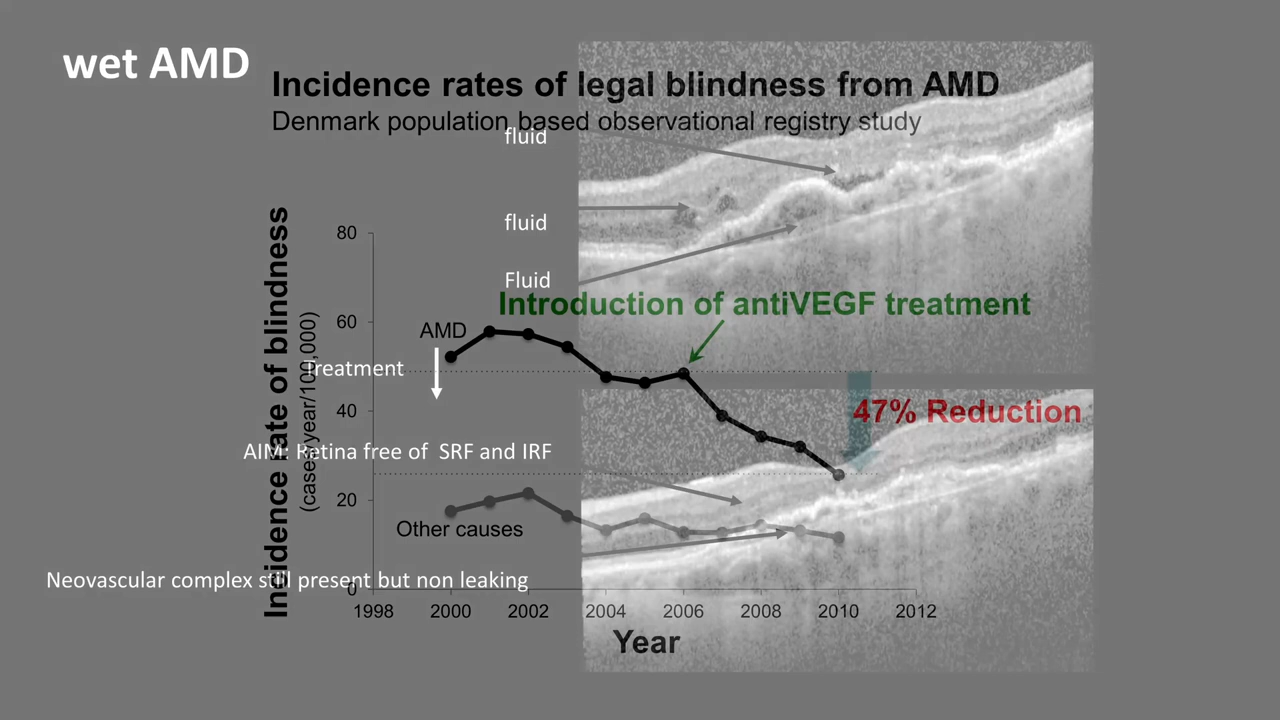 wet AMD
Incidence rates of legal blindness from AMD
Denmark population based observational registry study
fluid
fluid
Fluid
Introduction of antiVEGF treatment
Incidence rate of blindness
(cases/year/100,000)
80
60
40
20
0
AMD
Treatment
47% Reduction
AIM: Retina free of SRF and IRF
Other causes
Neovascular complex still present but non leaking
1998 2000 2002 2004 2006 2008 2010 2012
Year